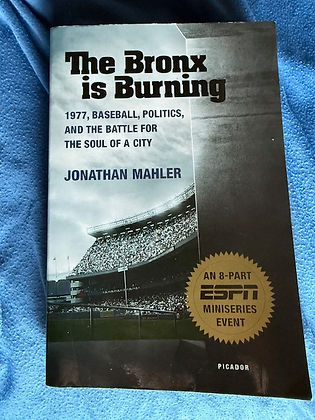 The Bronx
is Burning
1977, BASEBALL, POLITICS,
AND THE BATTLE FOR
THE SOUL OF A CITY
JONATHAN MAHLER
AN 8-PART
ESPN
MINISERIES
EVENT
PICADOR